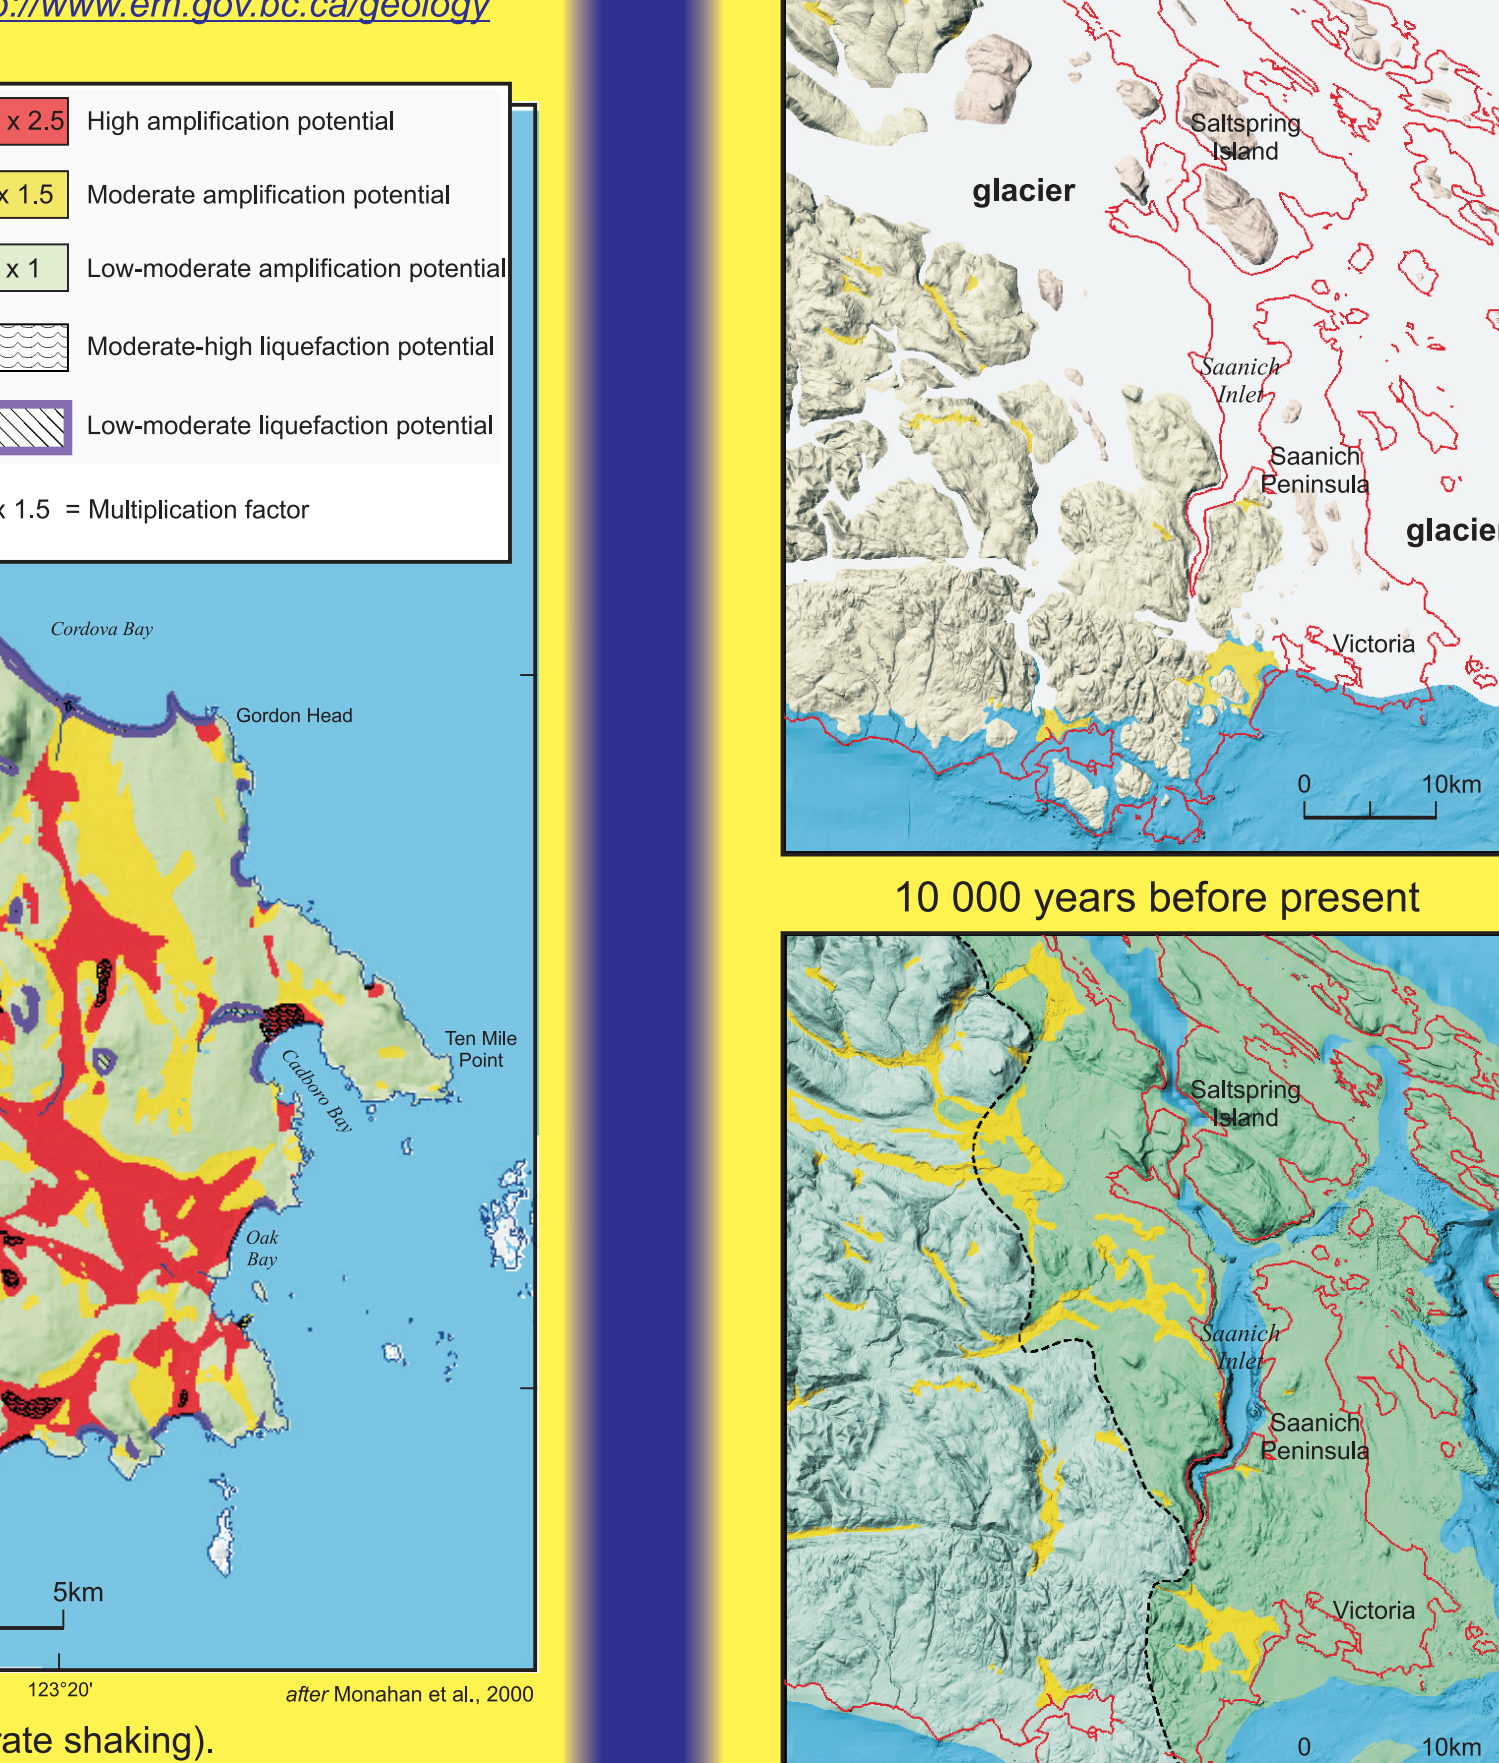 p://www.em.gov.bc.ca/geology
x 2.5 High amplification potential
x 1.5 Moderate amplification potential
x 1 Low-moderate amplification potential
Moderate-high liquefaction potential
Low-moderate liquefaction potential
x 1.5 = Multiplication factor
Cordova Bay
Gordon Head
Ten Mile
Point
Cadboro Bay
Oak
Bay
5km
123°20'
after Monahan et al., 2000
rate shaking).
Saltspring
Island
glacier
Saanich
Inlet
Saanich
Peninsula
glacier
Victoria
0 10km
10 000 years before present
Saltspring
Island
Saanich
Inlet
Saanich
Peninsula
Victoria
0 10km